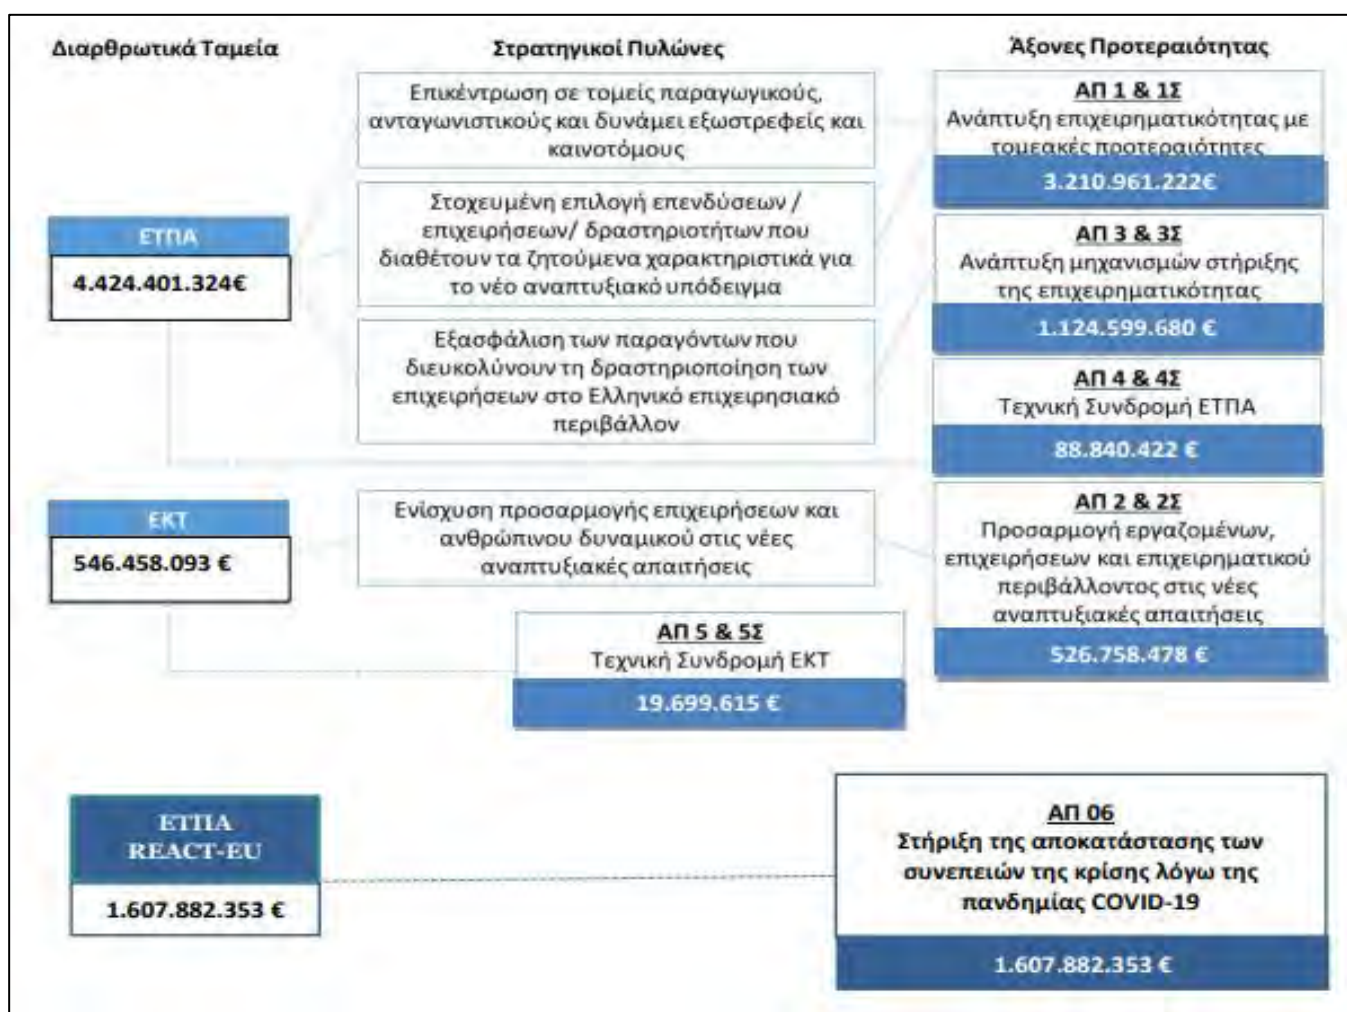 Διαρθρωτικά Ταμεία
Στρατηγικοί Πυλώνες
Άξονες Προτεραιότητας
Επικέντρωση σε τομείς παραγωγικούς,
ανταγωνιστικούς και δυνάμει εξωστρεφείς και
καινοτόμους
ΑΠ 1 & 1Σ
Ανάπτυξη επιχειρηματικότητας με
τομεακές προτεραιότητες
3.210.961.222€
ΕΤΠΑ
4.424.401.324€
Στοχευμένη επιλογή επενδύσεων /
επιχειρήσεων/ δραστηριοτήτων που
διαθέτουν τα ζητούμενα χαρακτηριστικά για
το νέο αναπτυξιακό υπόδειγμα
ΑΠ 3 & 3Σ
Ανάπτυξη μηχανισμών στήριξης
της επιχειρηματικότητας
1.124.599.680 €
Εξασφάλιση των παραγόντων που
διευκολύνουν τη δραστηριοποίηση των
επιχειρήσεων στο Ελληνικό επιχειρησιακό
περιβάλλον
ΑΠ 4 & 4Σ
Τεχνική Συνδρομή ΕΤΠΑ
88.840.422 €
ΕΚΤ
546.458.093 €
Ενίσχυση προσαρμογής επιχειρήσεων και
ανθρώπινου δυναμικού στις νέες
αναπτυξιακές απαιτήσεις
ΑΠ 2 & 2Σ
Προσαρμογή εργαζομένων,
επιχειρήσεων και επιχειρηματικού
περιβάλλοντος στις νέες
αναπτυξιακές απαιτήσεις
526.758.478 €
ΑΠ 5 & 5Σ
Τεχνική Συνδρομή ΕΚΤ
19.699.615 €
ΕΤΠΑ
REACT-EU
1.607.882.353 €
ΑΠ 06
Στήριξη της αποκατάστασης των
συνεπειών της κρίσης λόγω της
πανδημίας COVID-19
1.607.882.353 €